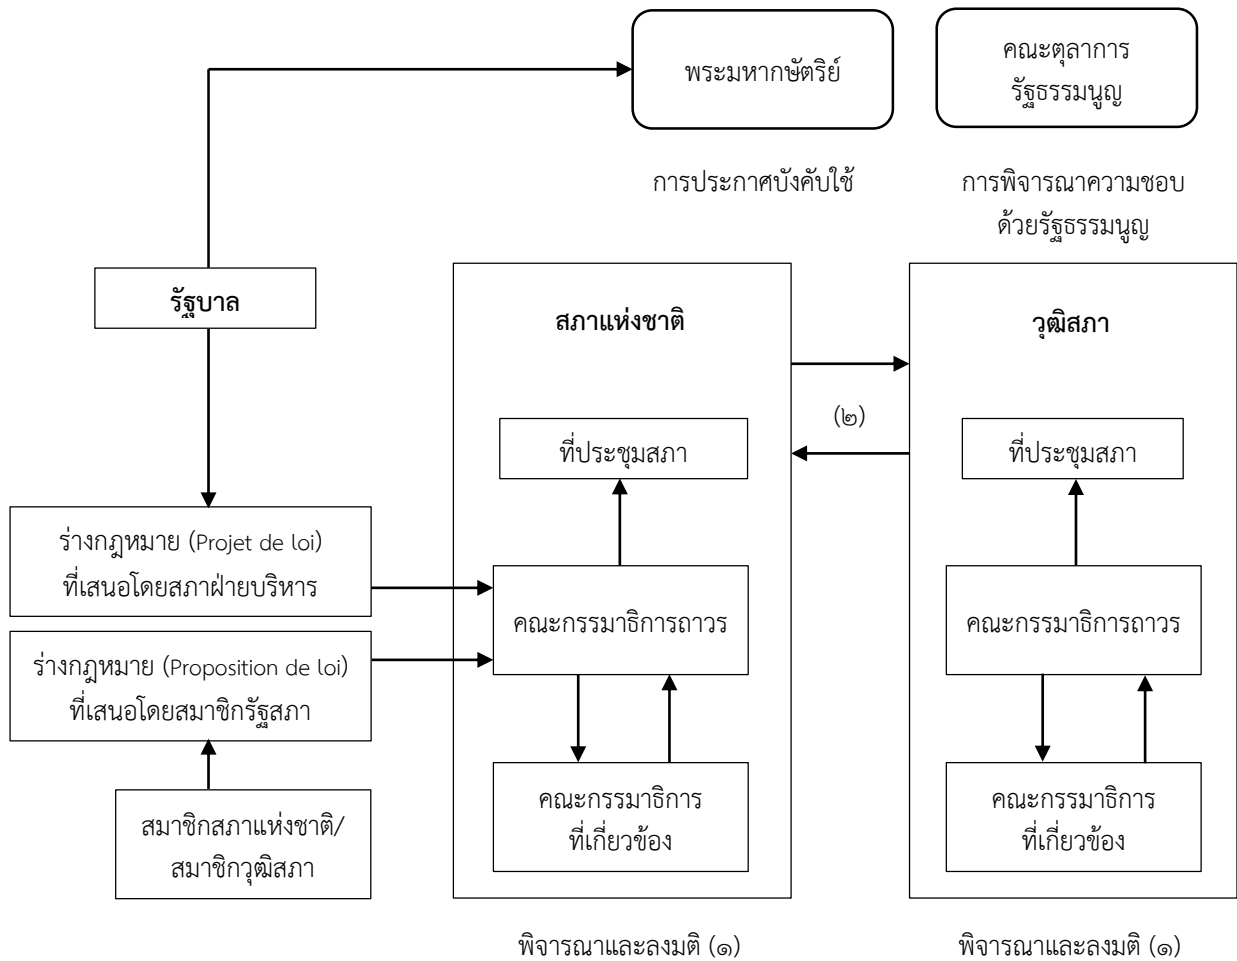 พระมหากษัตริย์
คณะตุลาการ
รัฐธรรมนูญ
การประกาศบังคับใช้
การพิจารณาความชอบ
ด้วยรัฐธรรมนูญ
รัฐบาล
สภาแห่งชาติ
วุฒิสภา
(๒)
ที่ประชุมสภา
ที่ประชุมสภา
ร่างกฎหมาย (Projet de loi)
ที่เสนอโดยสภาฝ่ายบริหาร
คณะกรรมาธิการถาวร
คณะกรรมาธิการถาวร
ร่างกฎหมาย (Proposition de loi)
ที่เสนอโดยสมาชิกรัฐสภา
สมาชิกสภาแห่งชาติ/
สมาชิกวุฒิสภา
คณะกรรมาธิการ
ที่เกี่ยวข้อง
คณะกรรมาธิการ
ที่เกี่ยวข้อง
พิจารณาและลงมติ (๑)
พิจารณาและลงมติ (๑)